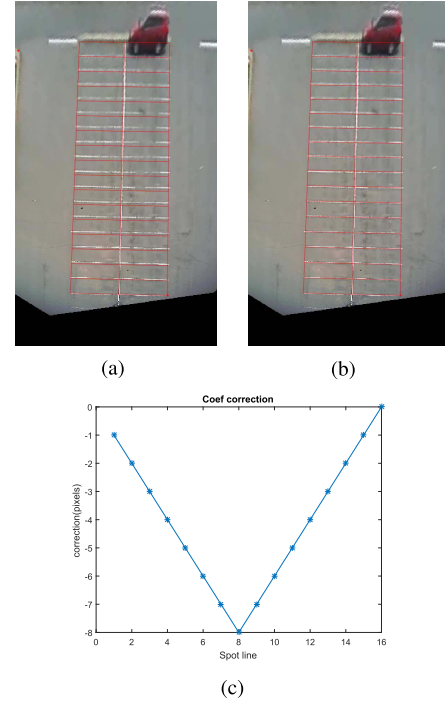 (a)
(b)
Coef correction
correction(pixels)
0
-1
-2
-3
-4
-5
-6
-7
-8
0 2 4 6 8 10 12 14 16
Spot line
(c)